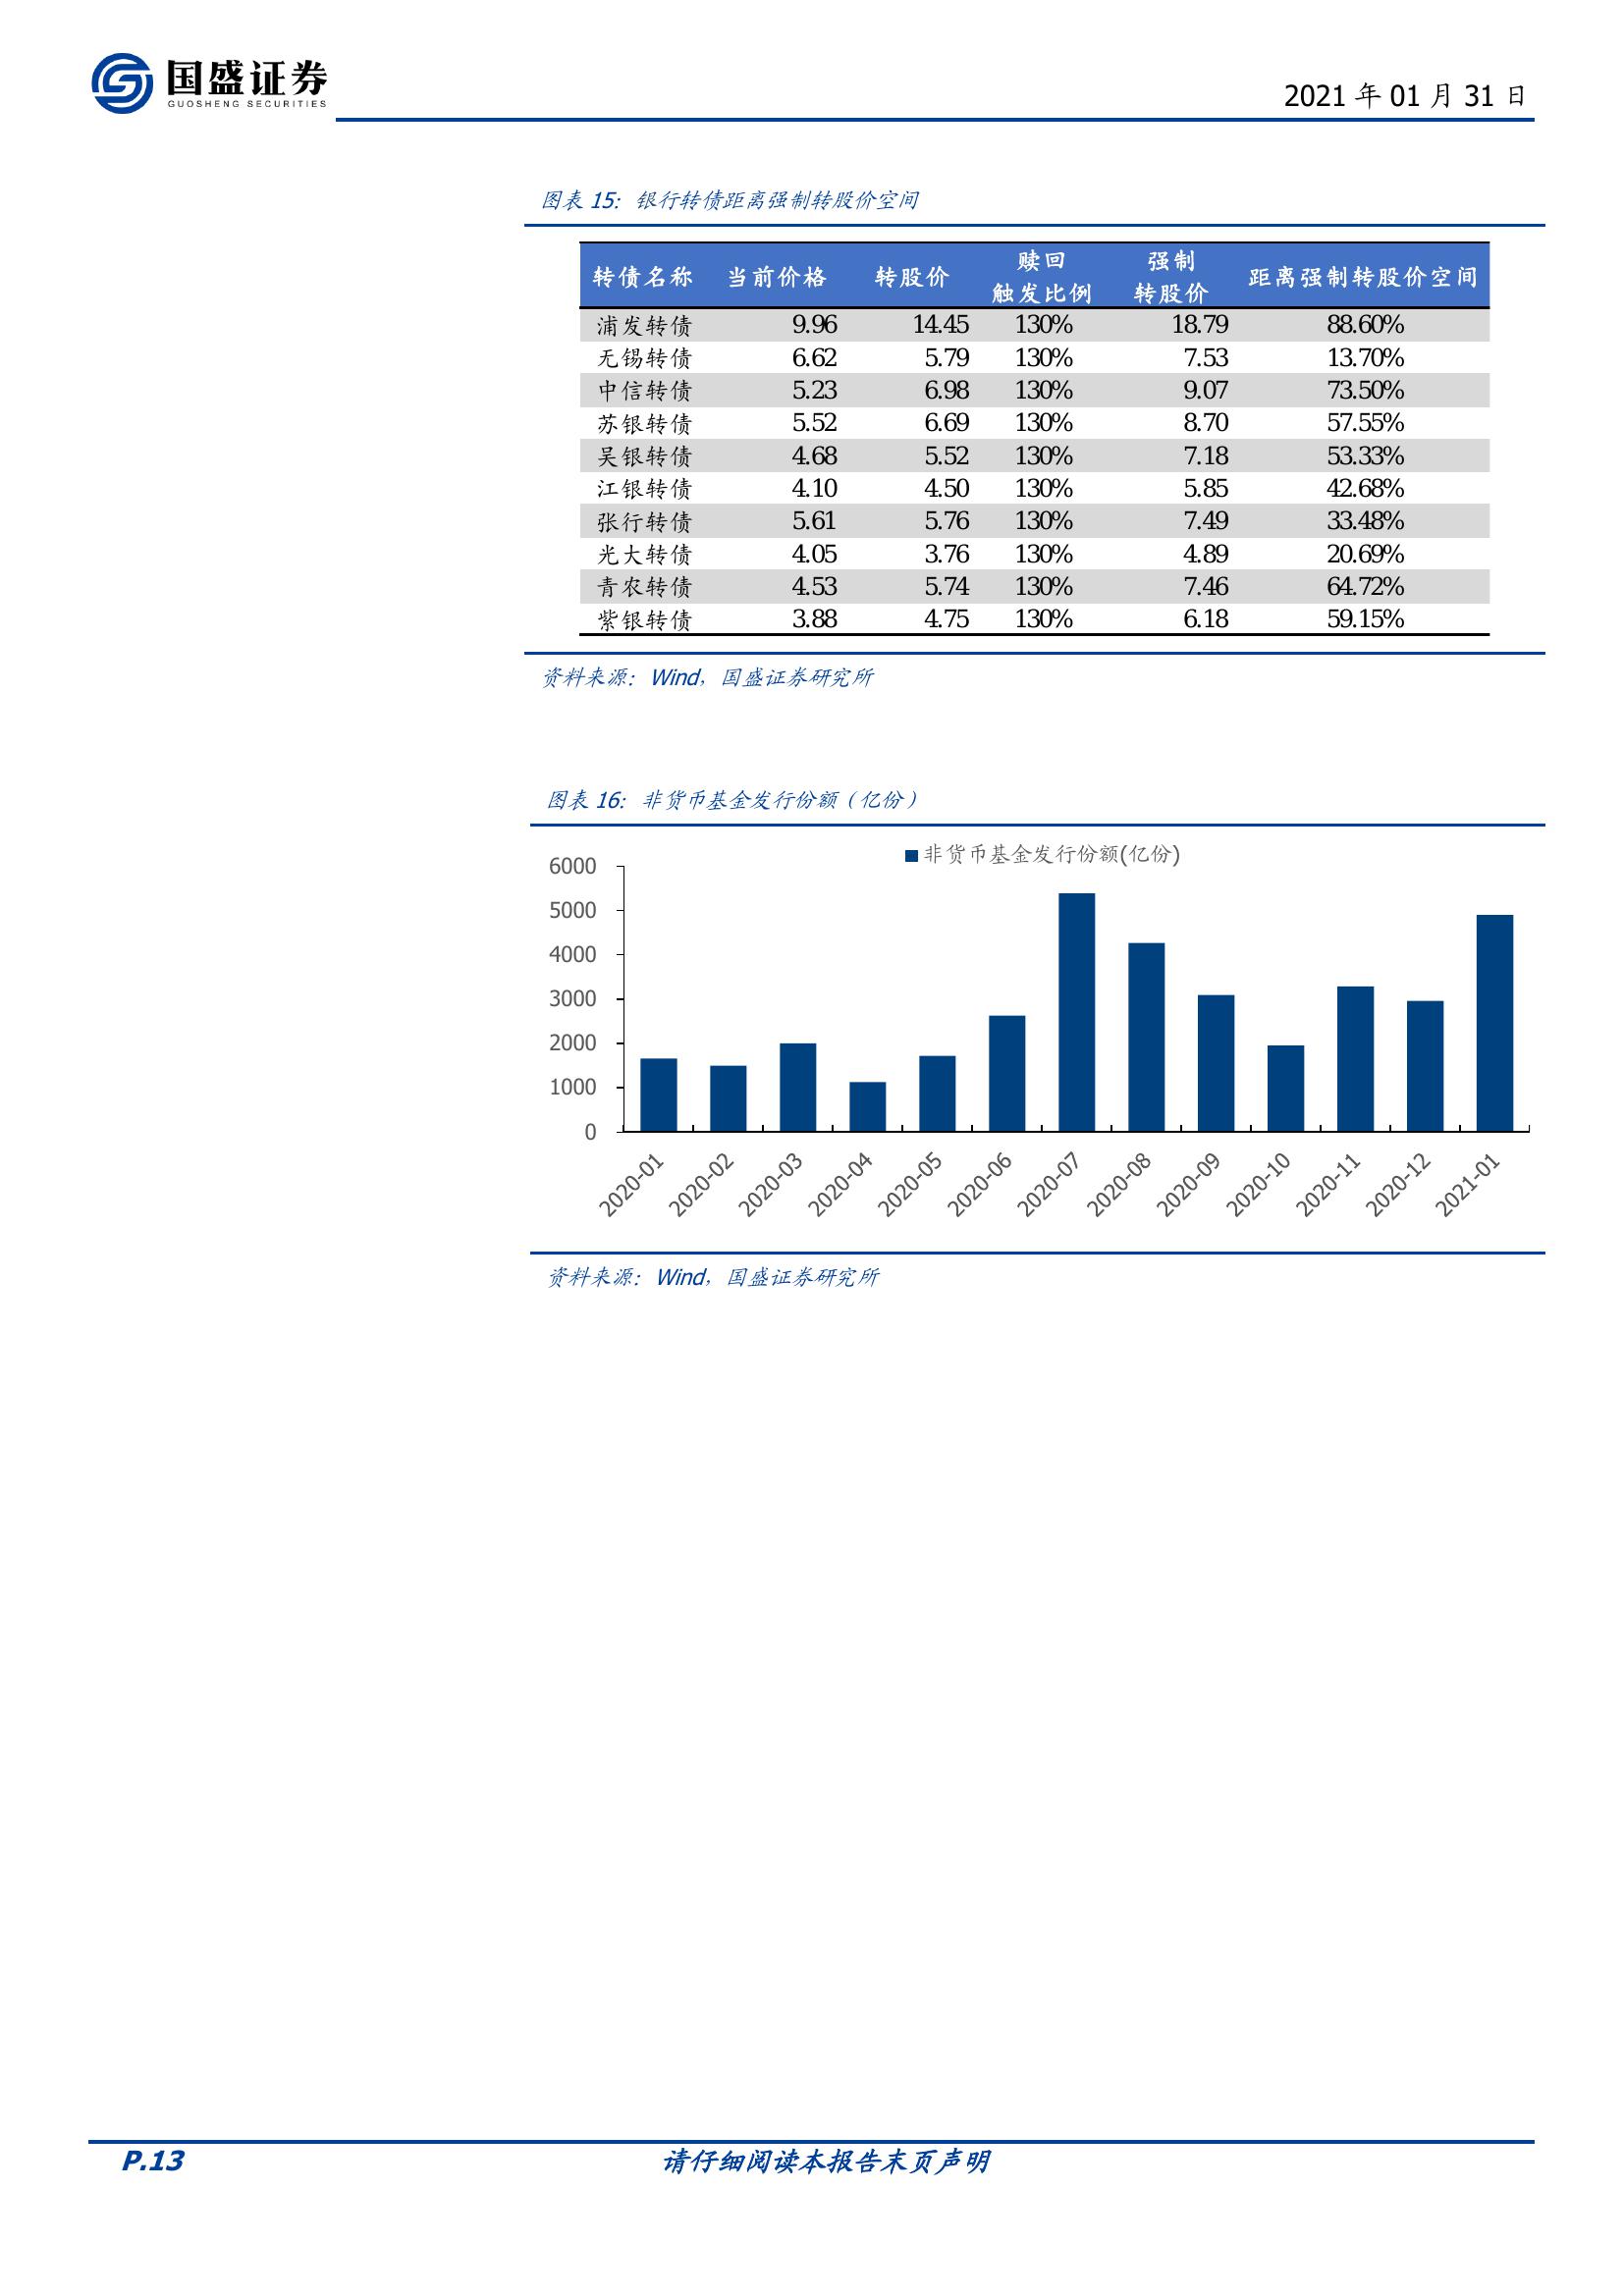 国盛证券
GUOSHENG SECURITIES
2021 年 01 月 31 日
图表 15：银行转债距离强制转股价空间
转债名称 当前价格 转股价 赎回触发比例 强制转股价 距离强制转股价空间
浦发转债 9.96 14.45 130% 18.79 88.60%
无锡转债 6.62 5.79 130% 7.53 13.70%
中信转债 5.23 6.98 130% 9.07 73.50%
苏银转债 5.52 6.69 130% 8.70 57.55%
吴银转债 4.68 5.52 130% 7.18 53.33%
江银转债 4.10 4.50 130% 5.85 42.68%
张行转债 5.61 5.76 130% 7.49 33.48%
光大转债 4.05 3.76 130% 4.89 20.69%
青农转债 4.53 5.74 130% 7.46 64.72%
紫银转债 3.88 4.75 130% 6.18 59.15%
资料来源：Wind，国盛证券研究所
图表 16：非货币基金发行份额（亿份）
非货币基金发行份额(亿份)
6000
5000
4000
3000
2000
1000
0
2020-01 2020-02 2020-03 2020-04 2020-05 2020-06 2020-07 2020-08 2020-09 2020-10 2020-11 2020-12 2021-01
资料来源：Wind，国盛证券研究所
P.13 请仔细阅读本报告末页声明